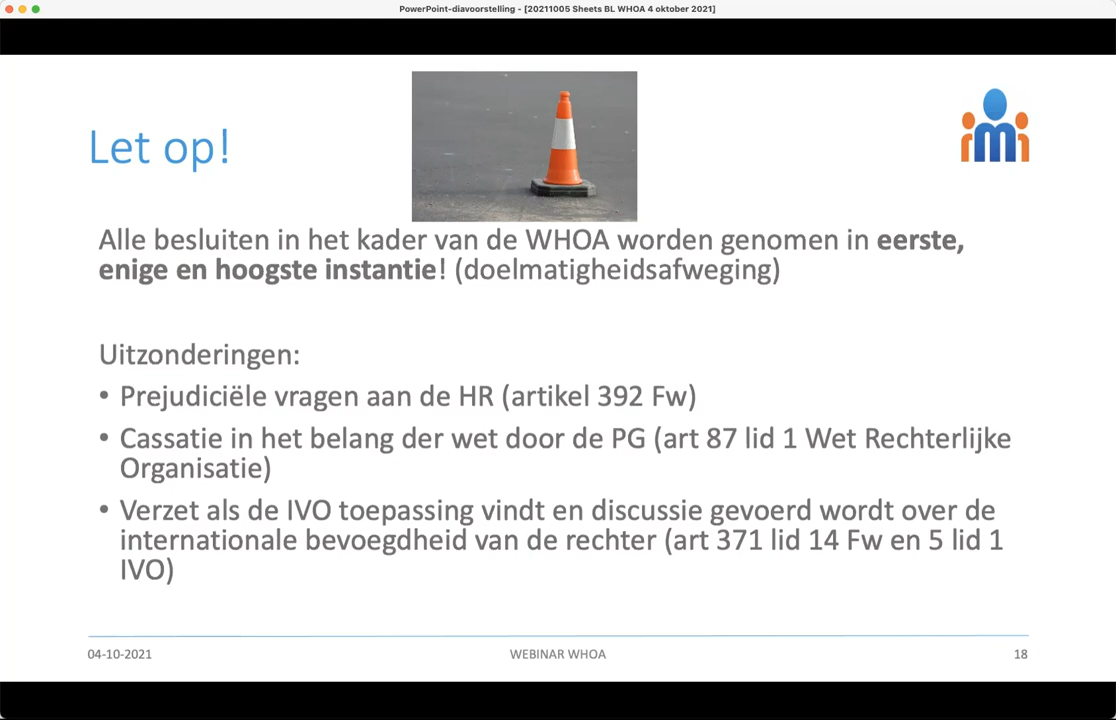 PowerPoint-diavoorstelling - [20211005 Sheets BL WHOA 4 oktober 2021]
Let op!
Alle besluiten in het kader van de WHOA worden genomen in eerste,
enige en hoogste instantie! (doelmatigheidsafweging)
Uitzonderingen:
• Prejudiciële vragen aan de HR (artikel 392 Fw)
• Cassatie in het belang der wet door de PG (art 87 lid 1 Wet Rechterlijke
Organisatie)
• Verzet als de IVO toepassing vindt en discussie gevoerd wordt over de
internationale bevoegdheid van de rechter (art 371 lid 14 Fw en 5 lid 1
IVO)
04-10-2021
WEBINAR WHOA
18